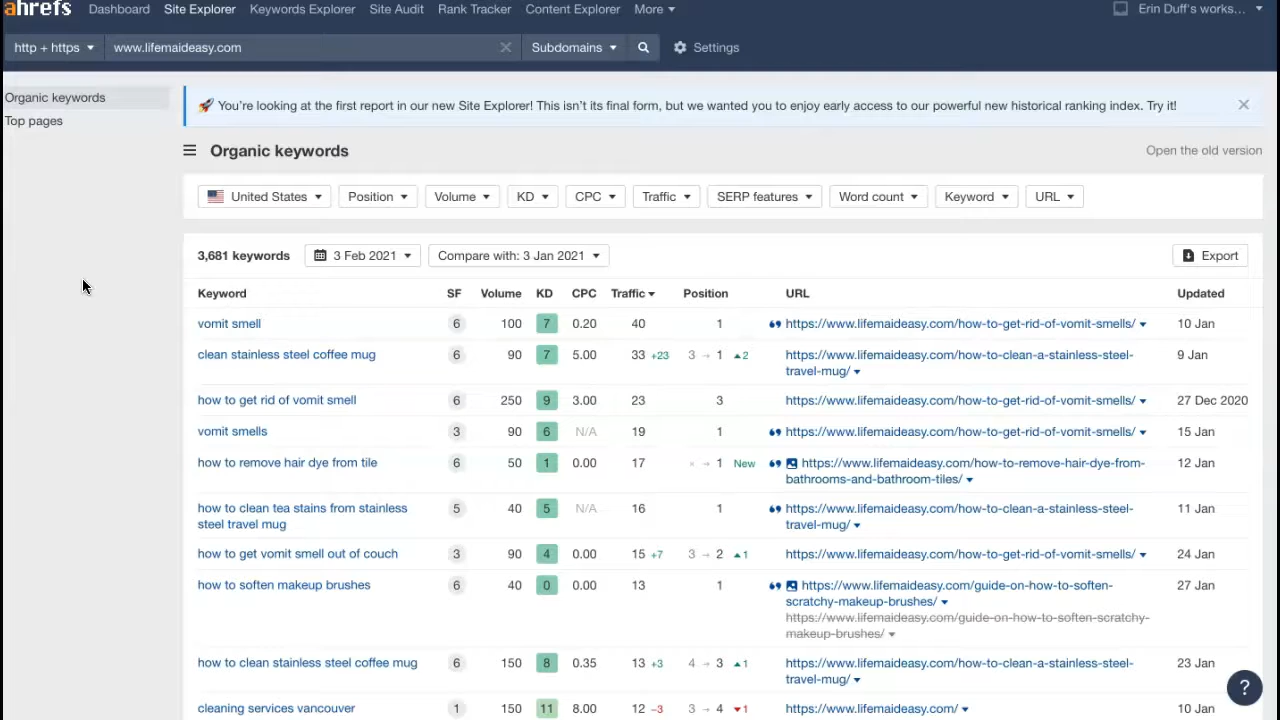 ahrefs Dashboard Site Explorer Keywords Explorer Site Audit Rank Tracker Content Explorer More Erin Duff's works...
http + https www.lifemaideasy.com Subdomains Settings
Organic keywords
Top pages
🚀 You're looking at the first report in our new Site Explorer! This isn't its final form, but we wanted you to enjoy early access to our powerful new historical ranking index. Try it!
Organic keywords Open the old version
United States Position Volume KD CPC Traffic SERP features Word count Keyword URL
3,681 keywords 3 Feb 2021 Compare with: 3 Jan 2021 Export
Keyword SF Volume KD CPC Traffic Position URL Updated
vomit smell 6 100 7 0.20 40 1 https://www.lifemaideasy.com/how-to-get-rid-of-vomit-smells/ 10 Jan
clean stainless steel coffee mug 6 90 7 5.00 33 +23 3 → 1 ▲2 https://www.lifemaideasy.com/how-to-clean-a-stainless-steel- 9 Jan
travel-mug/
how to get rid of vomit smell 6 250 9 3.00 23 3 https://www.lifemaideasy.com/how-to-get-rid-of-vomit-smells/ 27 Dec 2020
vomit smells 3 90 6 N/A 19 1 https://www.lifemaideasy.com/how-to-get-rid-of-vomit-smells/ 15 Jan
how to remove hair dye from tile 6 50 1 0.00 17 → 1 New https://www.lifemaideasy.com/how-to-remove-hair-dye-from- 12 Jan
bathrooms-and-bathroom-tiles/
how to clean tea stains from stainless 5 40 5 N/A 16 1 https://www.lifemaideasy.com/how-to-clean-a-stainless-steel- 11 Jan
steel travel mug travel-mug/
how to get vomit smell out of couch 3 90 4 0.00 15 +7 3 → 2 ▲1 https://www.lifemaideasy.com/how-to-get-rid-of-vomit-smells/ 24 Jan
how to soften makeup brushes 6 40 0 0.00 13 1 https://www.lifemaideasy.com/guide-on-how-to-soften- 27 Jan
scratchy-makeup-brushes/
https://www.lifemaideasy.com/guide-on-how-to-soften-scratchy-
makeup-brushes/
how to clean stainless steel coffee mug 6 150 8 0.35 13 +3 4 → 3 ▲1 https://www.lifemaideasy.com/how-to-clean-a-stainless-steel- 23 Jan
travel-mug/
?
cleaning services vancouver 1 150 11 8.00 12 −3 3 → 4 ▼1 https://www.lifemaideasy.com/ 10 Jan